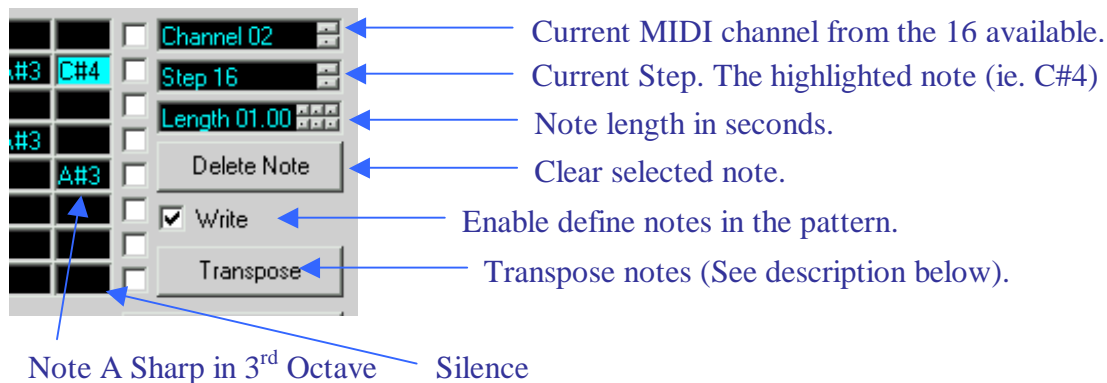 Channel 02
Current MIDI channel from the 16 available.
#3 C#4
Step 16
Current Step. The highlighted note (ie. C#4)
Length 01.00
Note length in seconds.
#3
Delete Note
Clear selected note.
A#3
Write
Enable define notes in the pattern.
Transpose
Transpose notes (See description below).
Note A Sharp in 3rd Octave
Silence